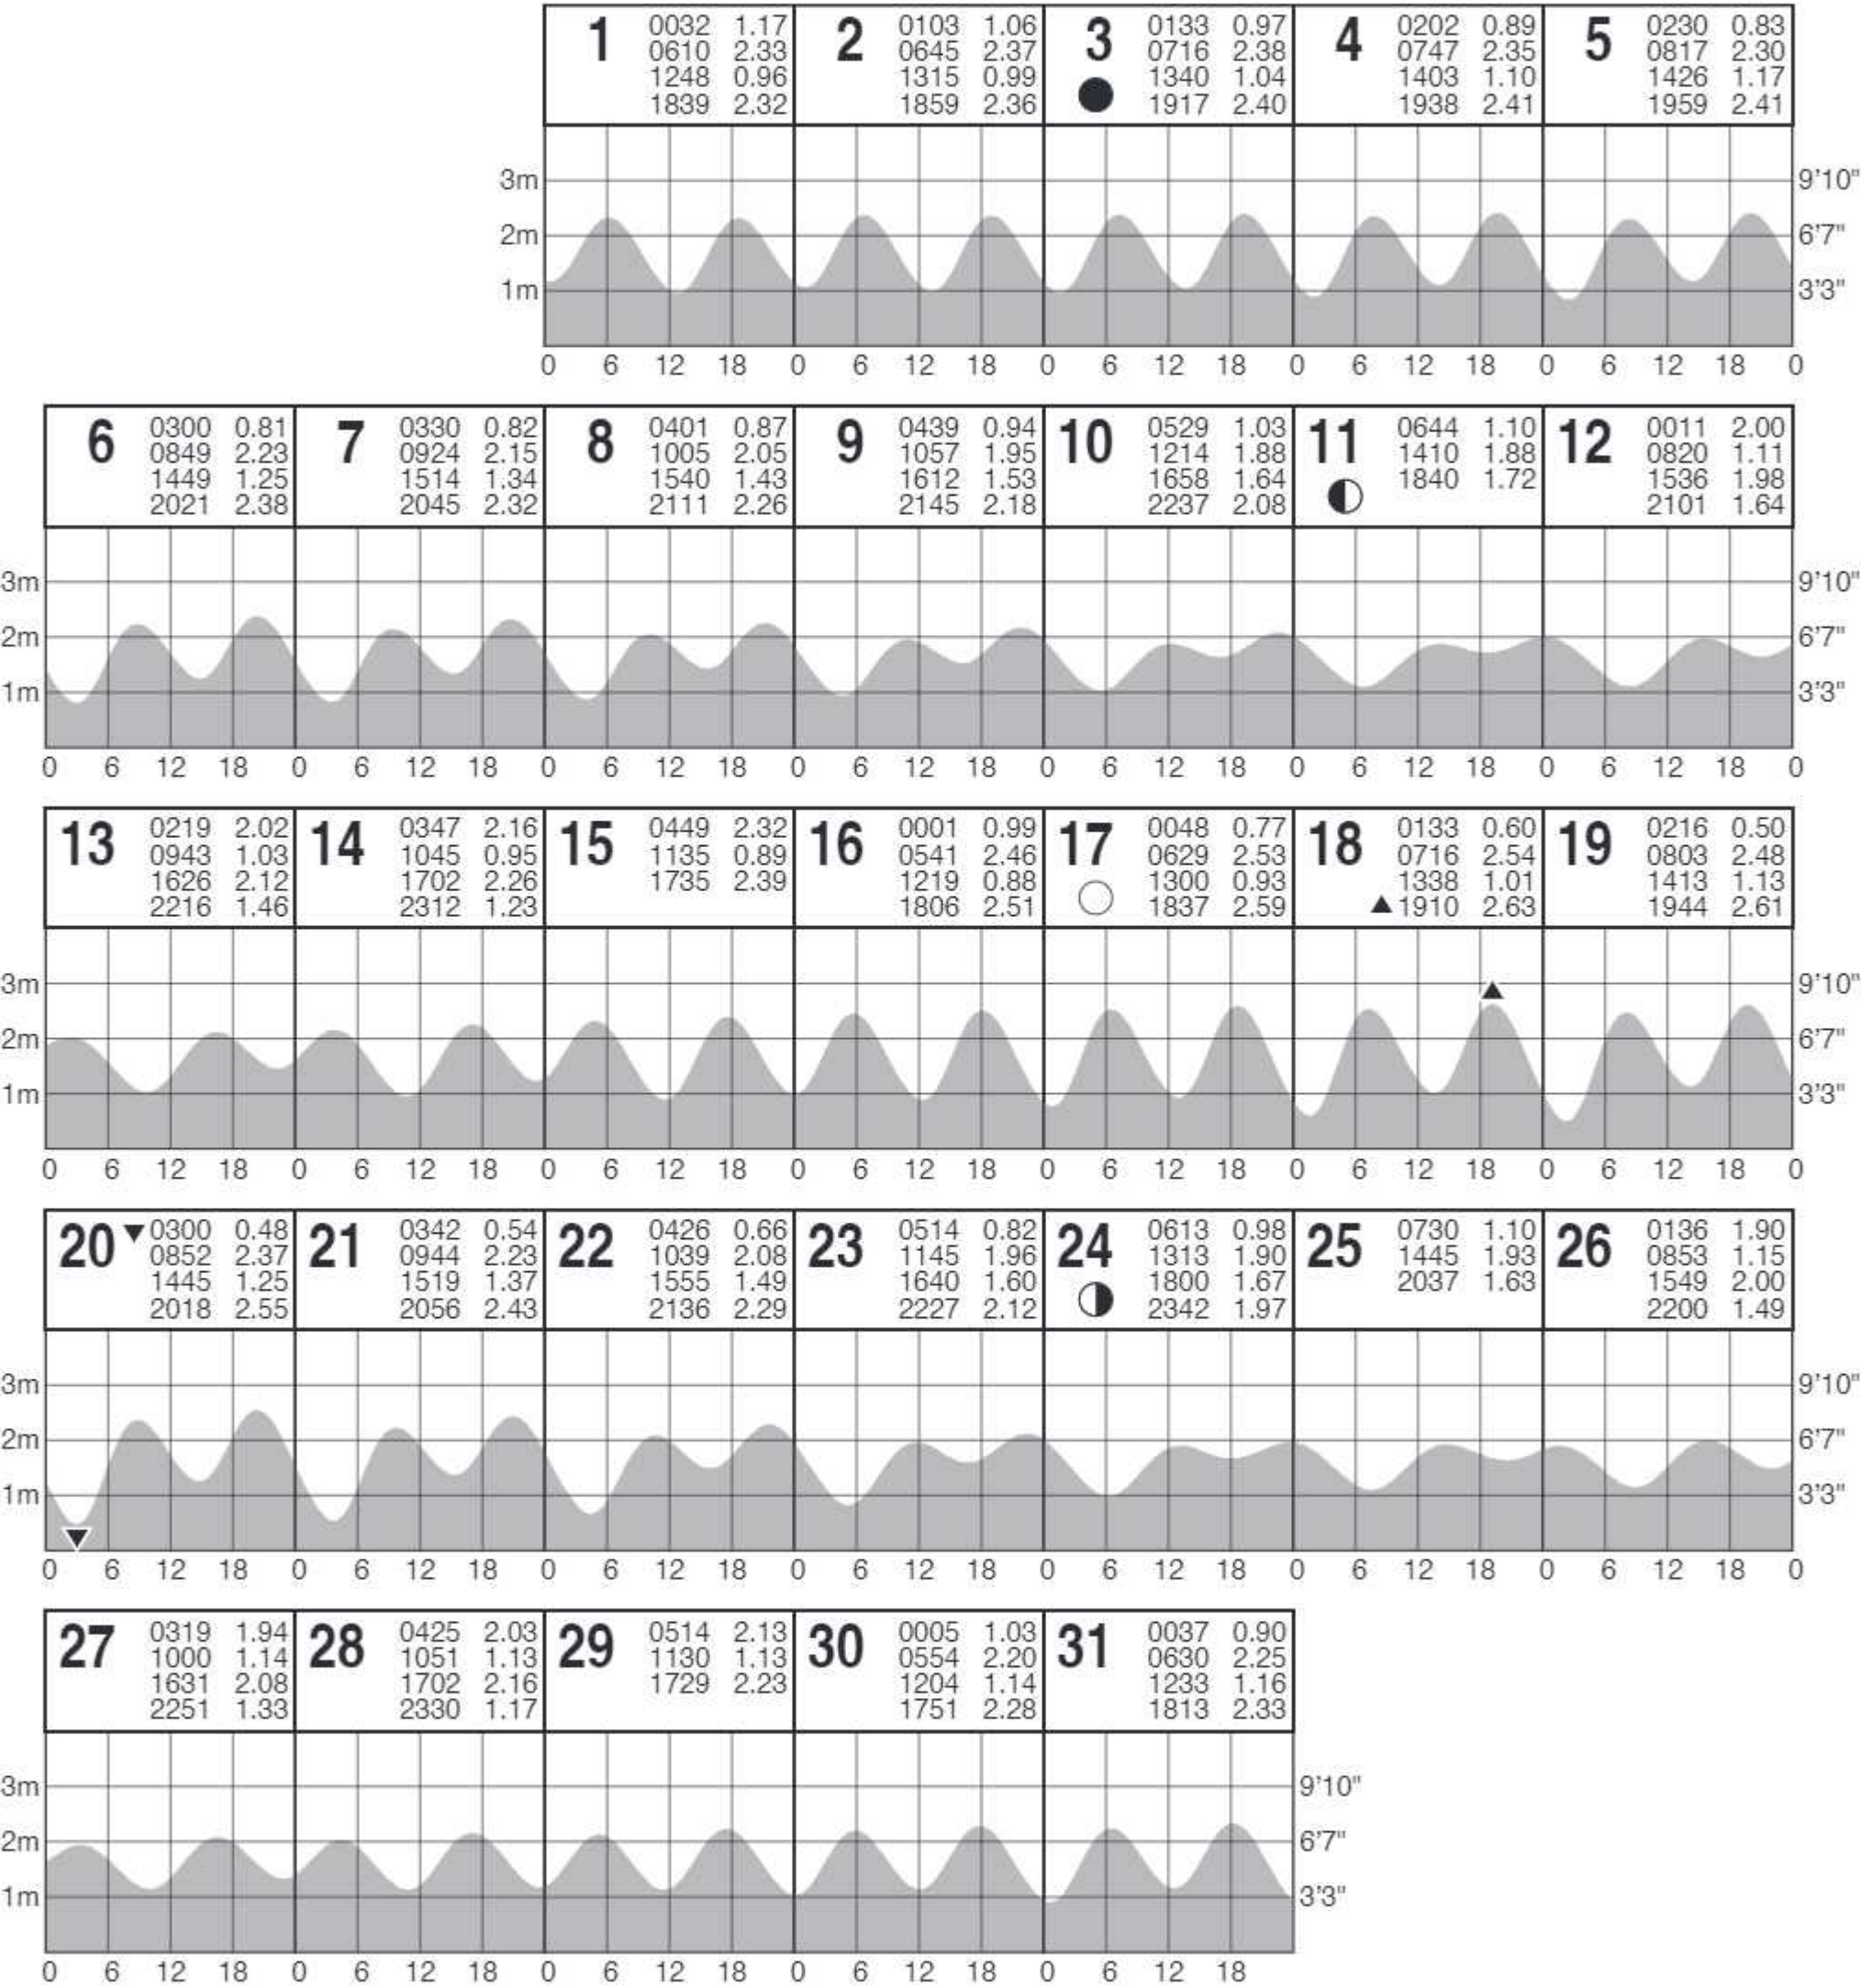 1 0032 1.17 2 0103 1.06 3 0133 0.97 4 0202 0.89 5 0230 0.83
0610 2.33 0645 2.37 0716 2.38 0747 2.35 0817 2.30
1248 0.96 1315 0.99 1340 1.04 1403 1.10 1426 1.17
1839 2.32 1859 2.36 1917 2.40 1938 2.41 1959 2.41
3m 9'10"
2m 6'7"
1m 3'3"
0 6 12 18 0 6 12 18 0 6 12 18 0 6 12 18 0 6 12 18 0
6 0300 0.81 7 0330 0.82 8 0401 0.87 9 0439 0.94 10 0529 1.03 11 0644 1.10 12 0011 2.00
0849 2.23 0924 2.15 1005 2.05 1057 1.95 1214 1.88 1410 1.88 0820 1.11
1449 1.25 1514 1.34 1540 1.43 1612 1.53 1658 1.64 1840 1.72 1536 1.98
2021 2.38 2045 2.32 2111 2.26 2145 2.18 2237 2.08 2101 1.64
3m 9'10"
2m 6'7"
1m 3'3"
0 6 12 18 0 6 12 18 0 6 12 18 0 6 12 18 0 6 12 18 0 6 12 18 0 6 12 18 0
13 0219 2.02 14 0347 2.16 15 0449 2.32 16 0001 0.99 17 0048 0.77 18 0133 0.60 19 0216 0.50
0943 1.03 1045 0.95 1135 0.89 0541 2.46 0629 2.53 0716 2.54 0803 2.48
1626 2.12 1702 2.26 1735 2.39 1219 0.88 1300 0.93 1338 1.01 1413 1.13
2216 1.46 2312 1.23 1806 2.51 1837 2.59 1910 2.63 1944 2.61
3m 9'10"
2m 6'7"
1m 3'3"
0 6 12 18 0 6 12 18 0 6 12 18 0 6 12 18 0 6 12 18 0 6 12 18 0 6 12 18 0
20 0300 0.48 21 0342 0.54 22 0426 0.66 23 0514 0.82 24 0613 0.98 25 0730 1.10 26 0136 1.90
0852 2.37 0944 2.23 1039 2.08 1145 1.96 1313 1.90 1445 1.93 0853 1.15
1445 1.25 1519 1.37 1555 1.49 1640 1.60 1800 1.67 2037 1.63 1549 2.00
2018 2.55 2056 2.43 2136 2.29 2227 2.12 2342 1.97 2200 1.49
3m 9'10"
2m 6'7"
1m 3'3"
0 6 12 18 0 6 12 18 0 6 12 18 0 6 12 18 0 6 12 18 0 6 12 18 0 6 12 18 0
27 0319 1.94 28 0425 2.03 29 0514 2.13 30 0005 1.03 31 0037 0.90
1000 1.14 1051 1.13 1130 1.13 0554 2.20 0630 2.25
1631 2.08 1702 2.16 1729 2.23 1204 1.14 1233 1.16
2251 1.33 2330 1.17 1751 2.28 1813 2.33
3m 9'10"
2m 6'7"
1m 3'3"
0 6 12 18 0 6 12 18 0 6 12 18 0 6 12 18 0 6 12 18